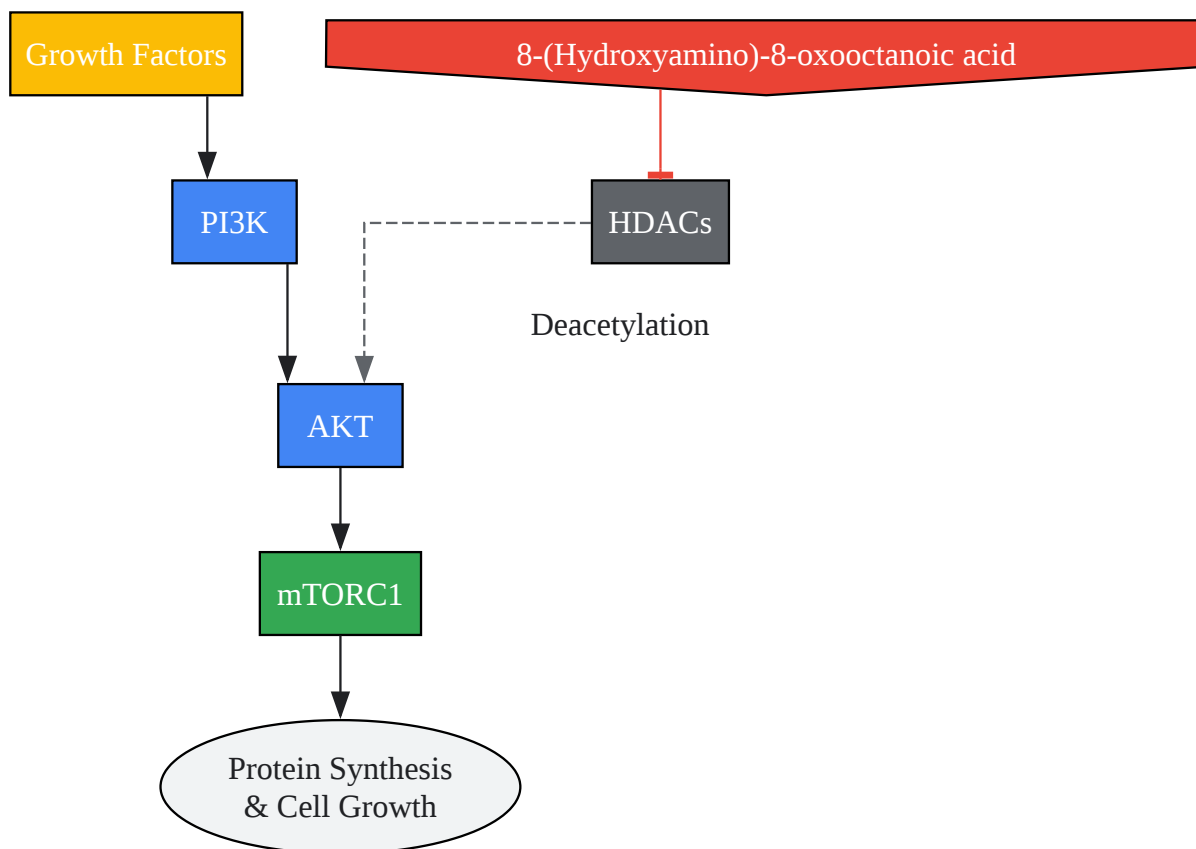 Growth Factors
8-(Hydroxyamino)-8-oxooctanoic acid
PI3K
HDACs
Deacetylation
AKT
mTORC1
Protein Synthesis
& Cell Growth